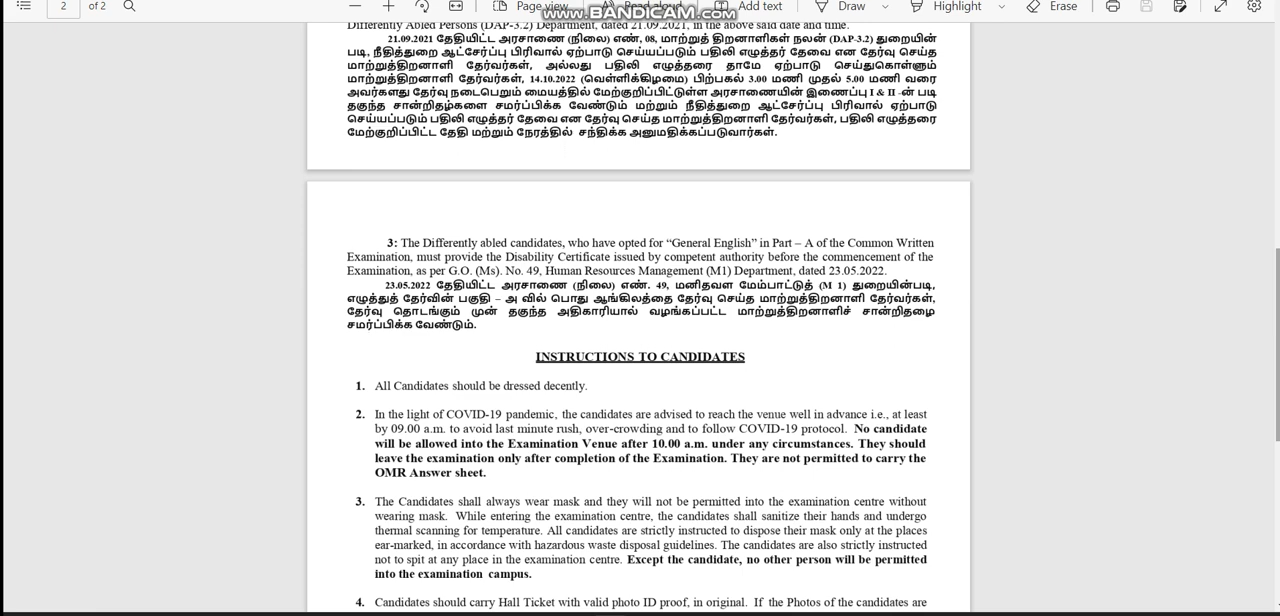 2 of 2 Page view Read aloud Add text Draw Highlight Erase
www.BANDICAM.com
Differently Abled Persons (DAP-3.2) Department, dated 21.09.2021, in the above said date and time.
21.09.2021 தேதியிட்ட அரசாணை (நிலை) எண், 08, மாற்றுத் திறனாளிகள் நலன் (DAP-3.2) துறையின்
படி, நீதித்துறை ஆட்சேர்ப்பு பிரிவால் ஏற்பாடு செய்யப்படும் பதிலி எழுத்தர் தேவை என தேர்வு செய்த
மாற்றுத்திறனாளி தேர்வர்கள், அல்லது பதிலி எழுத்தரை தாமே ஏற்பாடு செய்துகொள்ளும்
மாற்றுத்திறனாளி தேர்வர்கள், 14.10.2022 (வெள்ளிக்கிழமை) பிற்பகல் 3.00 மணி முதல் 5.00 மணி வரை
அவர்களது தேர்வு நடைபெறும் மையத்தில் மேற்குறிப்பிட்டுள்ள அரசாணையின் இணைப்பு I & II -ன் படி
தகுந்த சான்றிதழ்களை சமர்ப்பிக்க வேண்டும் மற்றும் நீதித்துறை ஆட்சேர்ப்பு பிரிவால் ஏற்பாடு
செய்யப்படும் பதிலி எழுத்தர் தேவை என தேர்வு செய்த மாற்றுத்திறனாளி தேர்வர்கள், பதிலி எழுத்தரை
மேற்குறிப்பிட்ட தேதி மற்றும் நேரத்தில் சந்திக்க அனுமதிக்கப்படுவார்கள்.
3: The Differently abled candidates, who have opted for “General English” in Part – A of the Common Written
Examination, must provide the Disability Certificate issued by competent authority before the commencement of the
Examination, as per G.O. (Ms). No. 49, Human Resources Management (M1) Department, dated 23.05.2022.
23.05.2022 தேதியிட்ட அரசாணை (நிலை) எண். 49, மனிதவள மேம்பாட்டுத் (M 1) துறையின்படி,
எழுத்துத் தேர்வின் பகுதி – அ வில் பொது ஆங்கிலத்தை தேர்வு செய்த மாற்றுத்திறனாளி தேர்வர்கள்,
தேர்வு தொடங்கும் முன் தகுந்த அதிகாரியால் வழங்கப்பட்ட மாற்றுத்திறனாளிச் சான்றிதழை
சமர்ப்பிக்க வேண்டும்.
INSTRUCTIONS TO CANDIDATES
1. All Candidates should be dressed decently.
2. In the light of COVID-19 pandemic, the candidates are advised to reach the venue well in advance i.e., at least
by 09.00 a.m. to avoid last minute rush, over-crowding and to follow COVID-19 protocol. No candidate
will be allowed into the Examination Venue after 10.00 a.m. under any circumstances. They should
leave the examination only after completion of the Examination. They are not permitted to carry the
OMR Answer sheet.
3. The Candidates shall always wear mask and they will not be permitted into the examination centre without
wearing mask. While entering the examination centre, the candidates shall sanitize their hands and undergo
thermal scanning for temperature. All candidates are strictly instructed to dispose their mask only at the places
ear-marked, in accordance with hazardous waste disposal guidelines. The candidates are also strictly instructed
not to spit at any place in the examination centre. Except the candidate, no other person will be permitted
into the examination campus.
4. Candidates should carry Hall Ticket with valid photo ID proof, in original. If the Photos of the candidates are